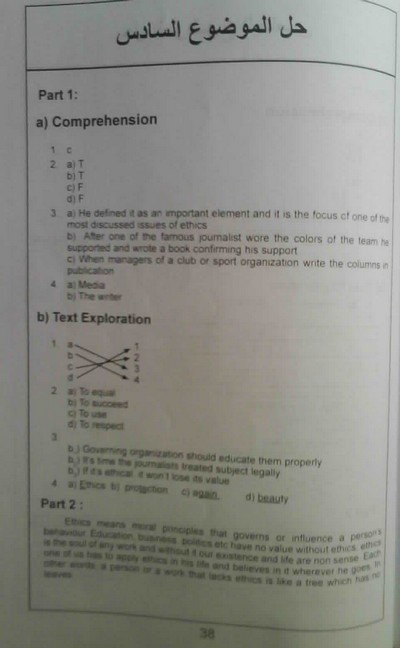 حل الموضوع السادس
Part 1:
a) Comprehension
1 c
2 a) T
b) T
c) F
d) F
3 a) He defined it as an important element and it is the focus of one of the
most discussed issues of ethics
b) After one of the famous journalist wore the colors of the team he
supported and wrote a book confirming his support
c) When managers of a club or sport organization write the columns in
publication
4 a) Media
b) The writer
b) Text Exploration
1 a 1
b 2
c 3
d 4
2 a) To equal
b) To succeed
c) To use
d) To respect
3
b.) Governing organization should educate them properly
b.) It's time the journalists treated subject legally
b.) If it's ethical, it won't lose its value
4 a) Ethics b) protection c) again d) beauty
Part 2 :
Ethics means moral principles that governs or influence a person's
behaviour. Education, business, politics etc have no value without ethics, ethics
is the soul of any work and without it our existence and life are non sense. Each
one of us has to apply ethics in his life and believes in it wherever he goes. In
other words, a person or a work that lacks ethics is like a tree which has no
leaves
38